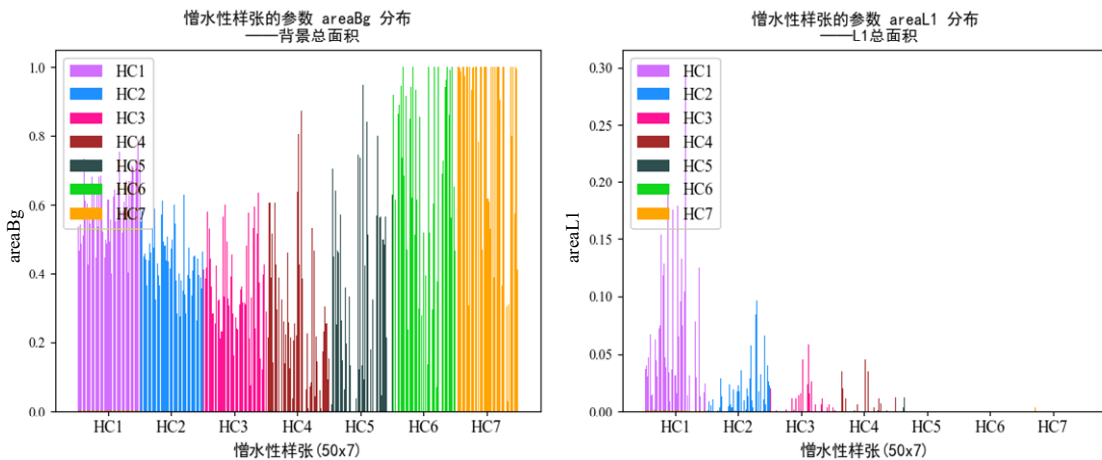 憎水性样张的参数 areaBg 分布
——背景总面积
1.0
0.8
0.6
0.4
0.2
0.0
areaBg
HC1
HC2
HC3
HC4
HC5
HC6
HC7
HC1 HC2 HC3 HC4 HC5 HC6 HC7
憎水性样张(50x7)
憎水性样张的参数 areaL1 分布
——L1总面积
0.30
0.25
0.20
0.15
0.10
0.05
0.00
areaL1
HC1
HC2
HC3
HC4
HC5
HC6
HC7
HC1 HC2 HC3 HC4 HC5 HC6 HC7
憎水性样张(50x7)